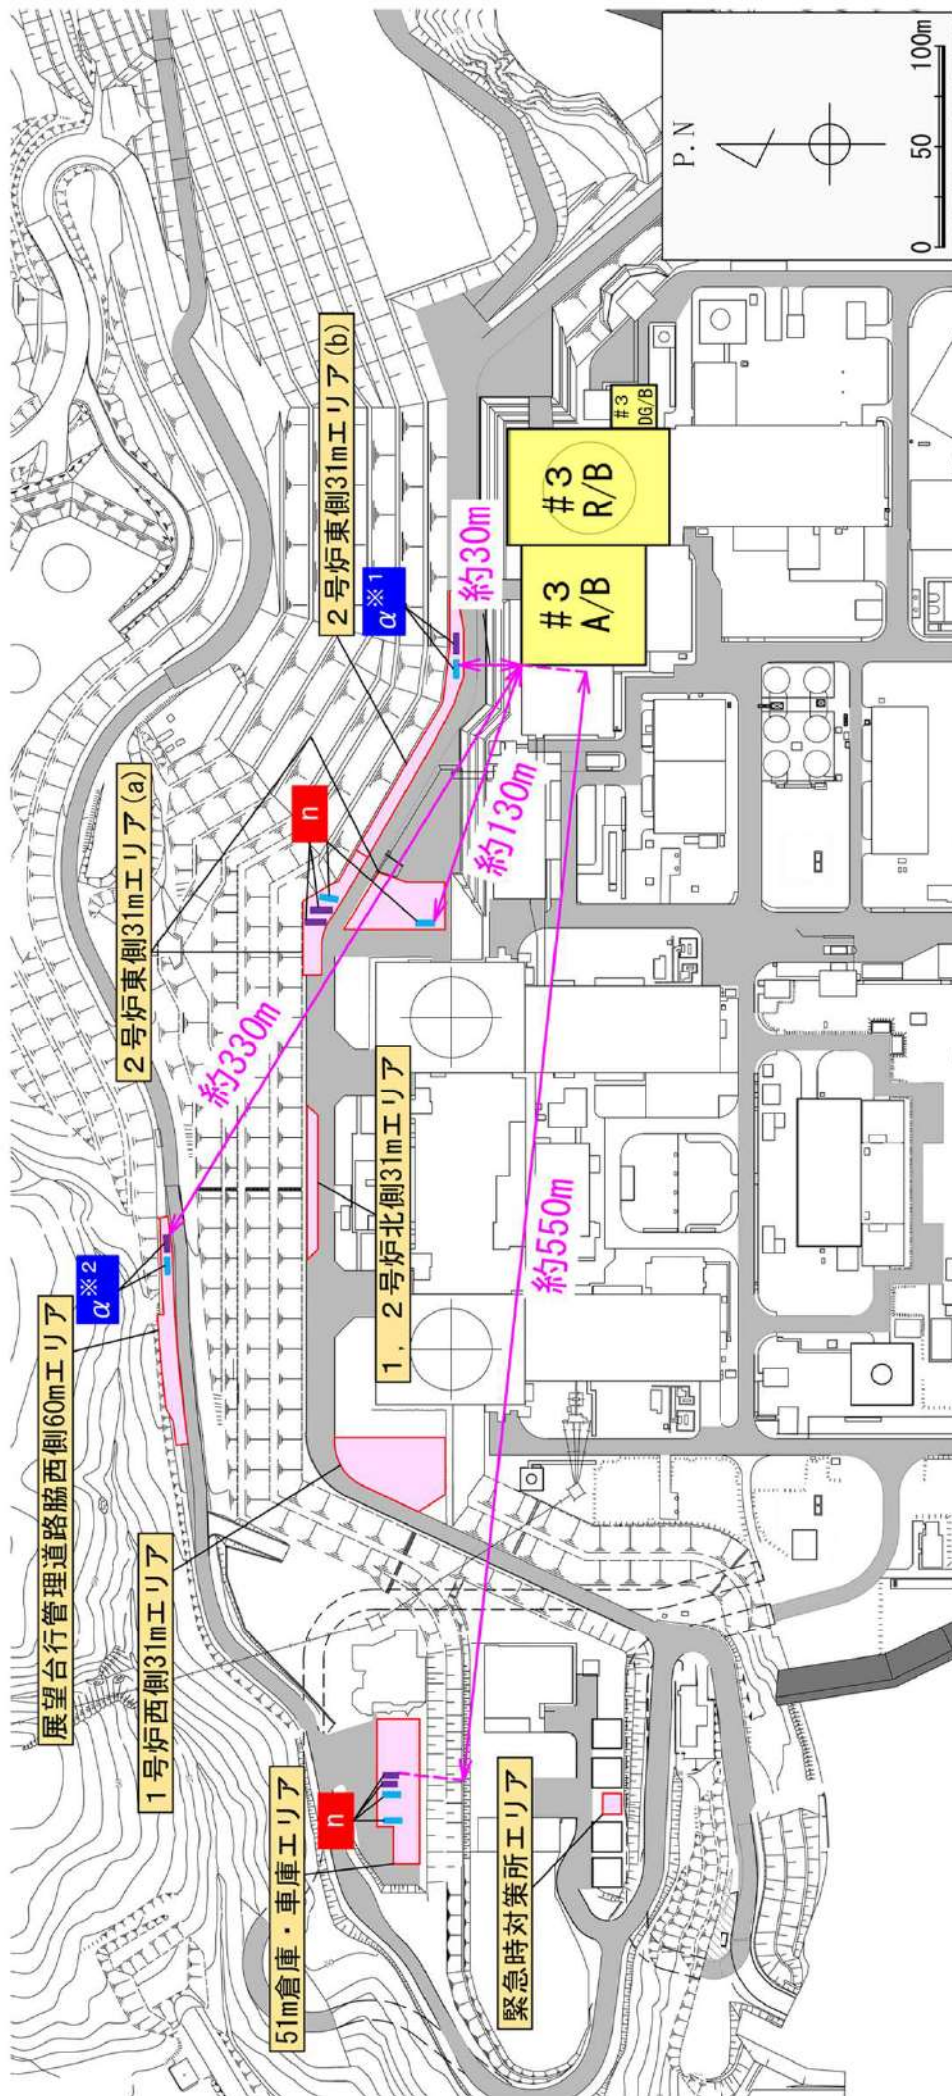 51m倉庫・車庫エリア
n
緊急時対策所エリア
1号炉西側31mエリア
展望台行管理道路脇西側60mエリア
α※2
1,2号炉北側31mエリア
約330m
約550m
2号炉東側31mエリア(a)
n
約130m
2号炉東側31mエリア(b)
α※1
約30m
#3
A/B
#3
R/B
#3
DG/B
P.N
0 50 100m